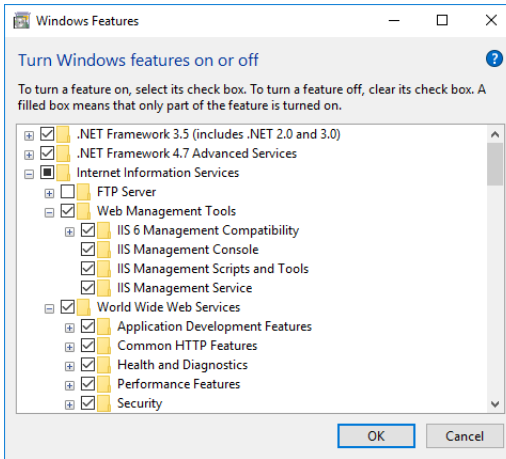 Windows Features
Turn Windows features on or off
?
To turn a feature on, select its check box. To turn a feature off, clear its check box. A
filled box means that only part of the feature is turned on.
.NET Framework 3.5 (includes .NET 2.0 and 3.0)
.NET Framework 4.7 Advanced Services
Internet Information Services
FTP Server
Web Management Tools
IIS 6 Management Compatibility
IIS Management Console
IIS Management Scripts and Tools
IIS Management Service
World Wide Web Services
Application Development Features
Common HTTP Features
Health and Diagnostics
Performance Features
Security
OK Cancel